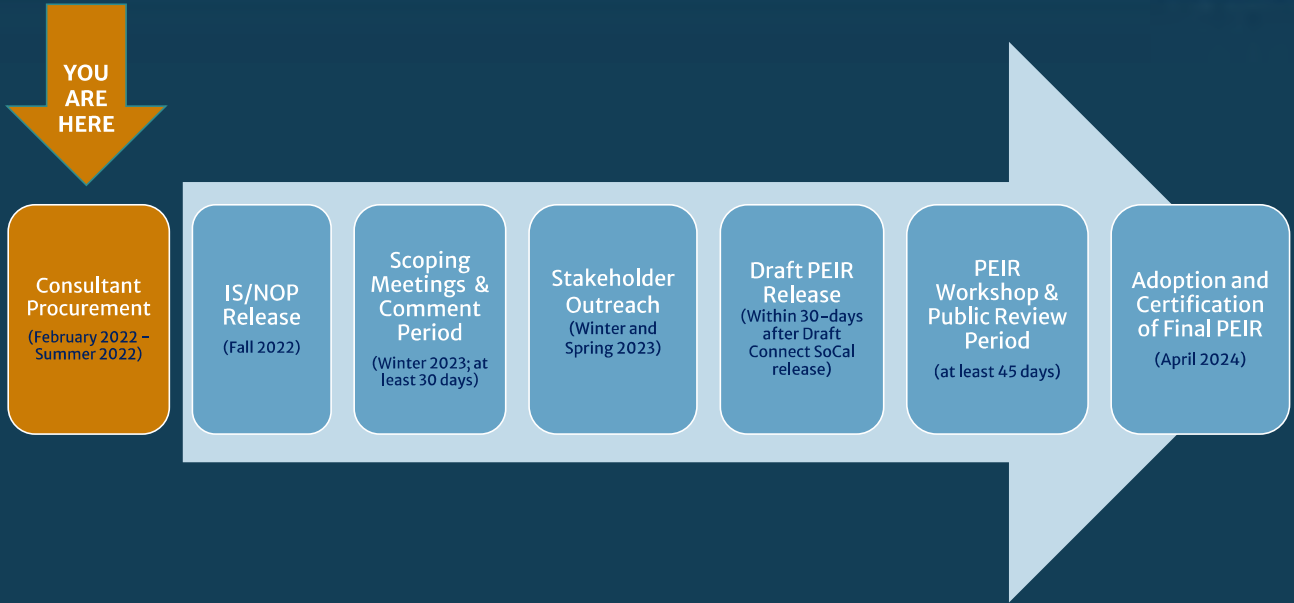 YOU
ARE
HERE
Consultant
Procurement
(February 2022 –
Summer 2022)
IS/NOP
Release
(Fall 2022)
Scoping
Meetings &
Comment
Period
(Winter 2023; at
least 30 days)
Stakeholder
Outreach
(Winter and
Spring 2023)
Draft PEIR
Release
(Within 30-days
after Draft
Connect SoCal
release)
PEIR
Workshop &
Public Review
Period
(at least 45 days)
Adoption and
Certification
of Final PEIR
(April 2024)